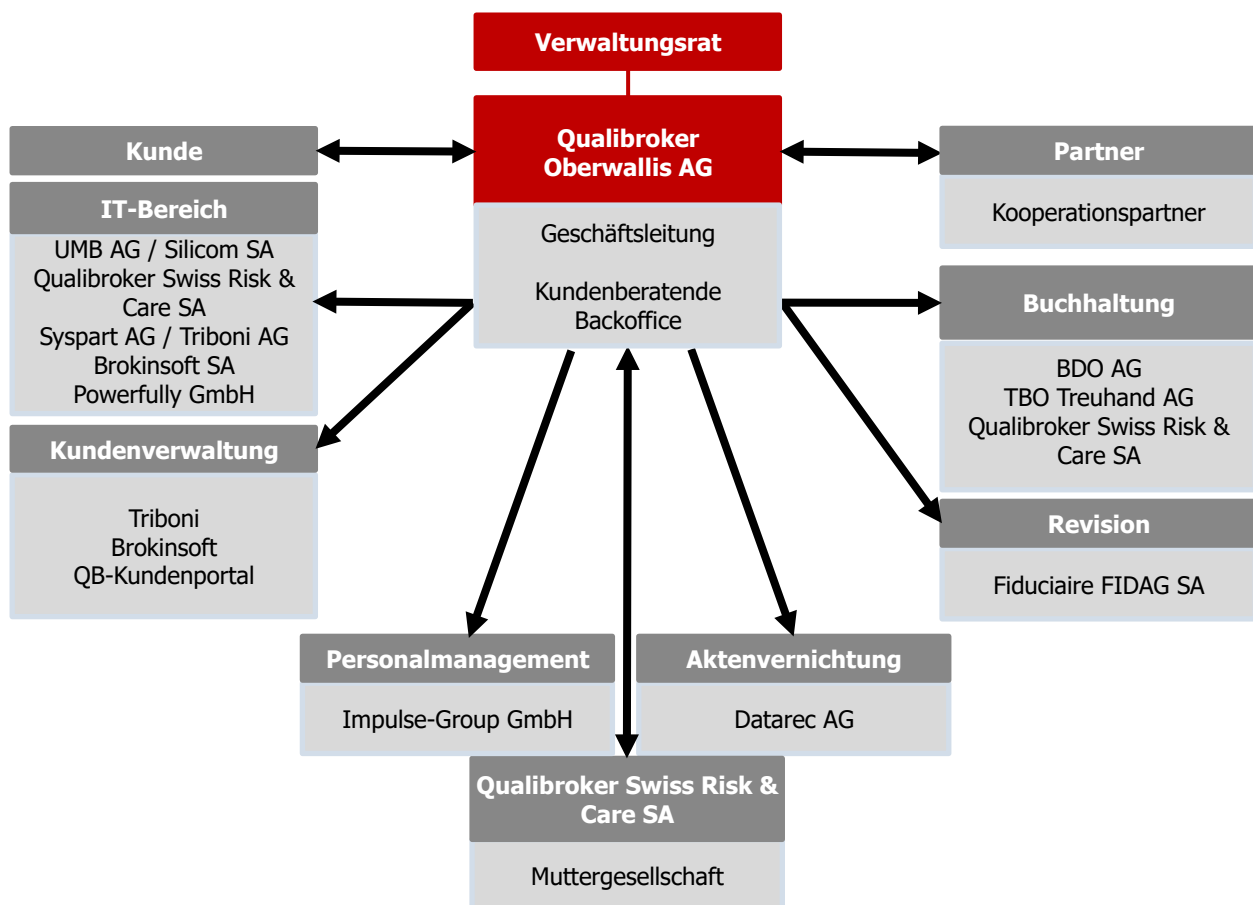 Verwaltungsrat
Qualibroker
Oberwallis AG
Geschäftsleitung
Kundenberatende
Backoffice
Kunde
IT-Bereich
UMB AG / Silicom SA
Qualibroker Swiss Risk &
Care SA
Syspart AG / Triboni AG
Brokinsoft SA
Powerfully GmbH
Kundenverwaltung
Triboni
Brokinsoft
QB-Kundenportal
Partner
Kooperationspartner
Buchhaltung
BDO AG
TBO Treuhand AG
Qualibroker Swiss Risk &
Care SA
Revision
Fiduciaire FIDAG SA
Personalmanagement
Impulse-Group GmbH
Aktenvernichtung
Datarec AG
Qualibroker Swiss Risk &
Care SA
Muttergesellschaft